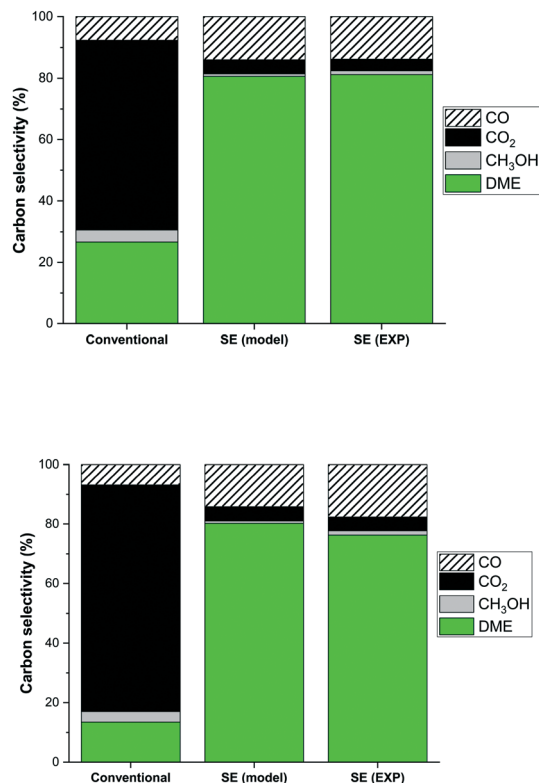 Carbon selectivity (%)
100
80
60
40
20
0
Conventional SE (model) SE (EXP)
CO
CO₂
CH₃OH
DME
Carbon selectivity (%)
100
80
60
40
20
0
Conventional SE (model) SE (EXP)
CO
CO₂
CH₃OH
DME